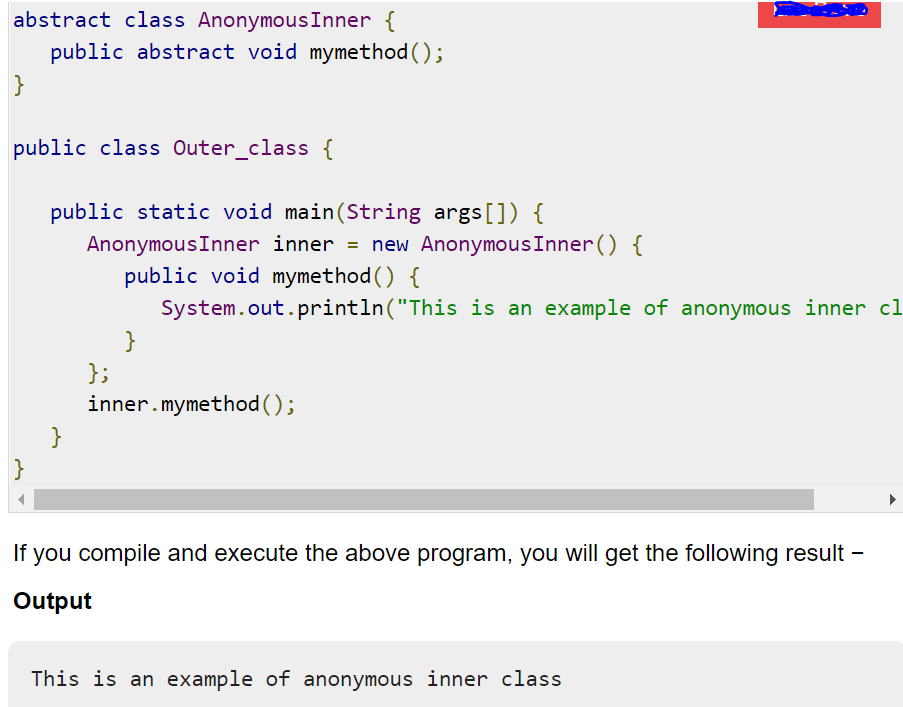 abstract class AnonymousInner {
   public abstract void mymethod();
}
public class Outer_class {
   public static void main(String args[]) {
      AnonymousInner inner = new AnonymousInner() {
         public void mymethod() {
            System.out.println("This is an example of anonymous inner cl
         }
      };
      inner.mymethod();
   }
}
If you compile and execute the above program, you will get the following result −
Output
This is an example of anonymous inner class